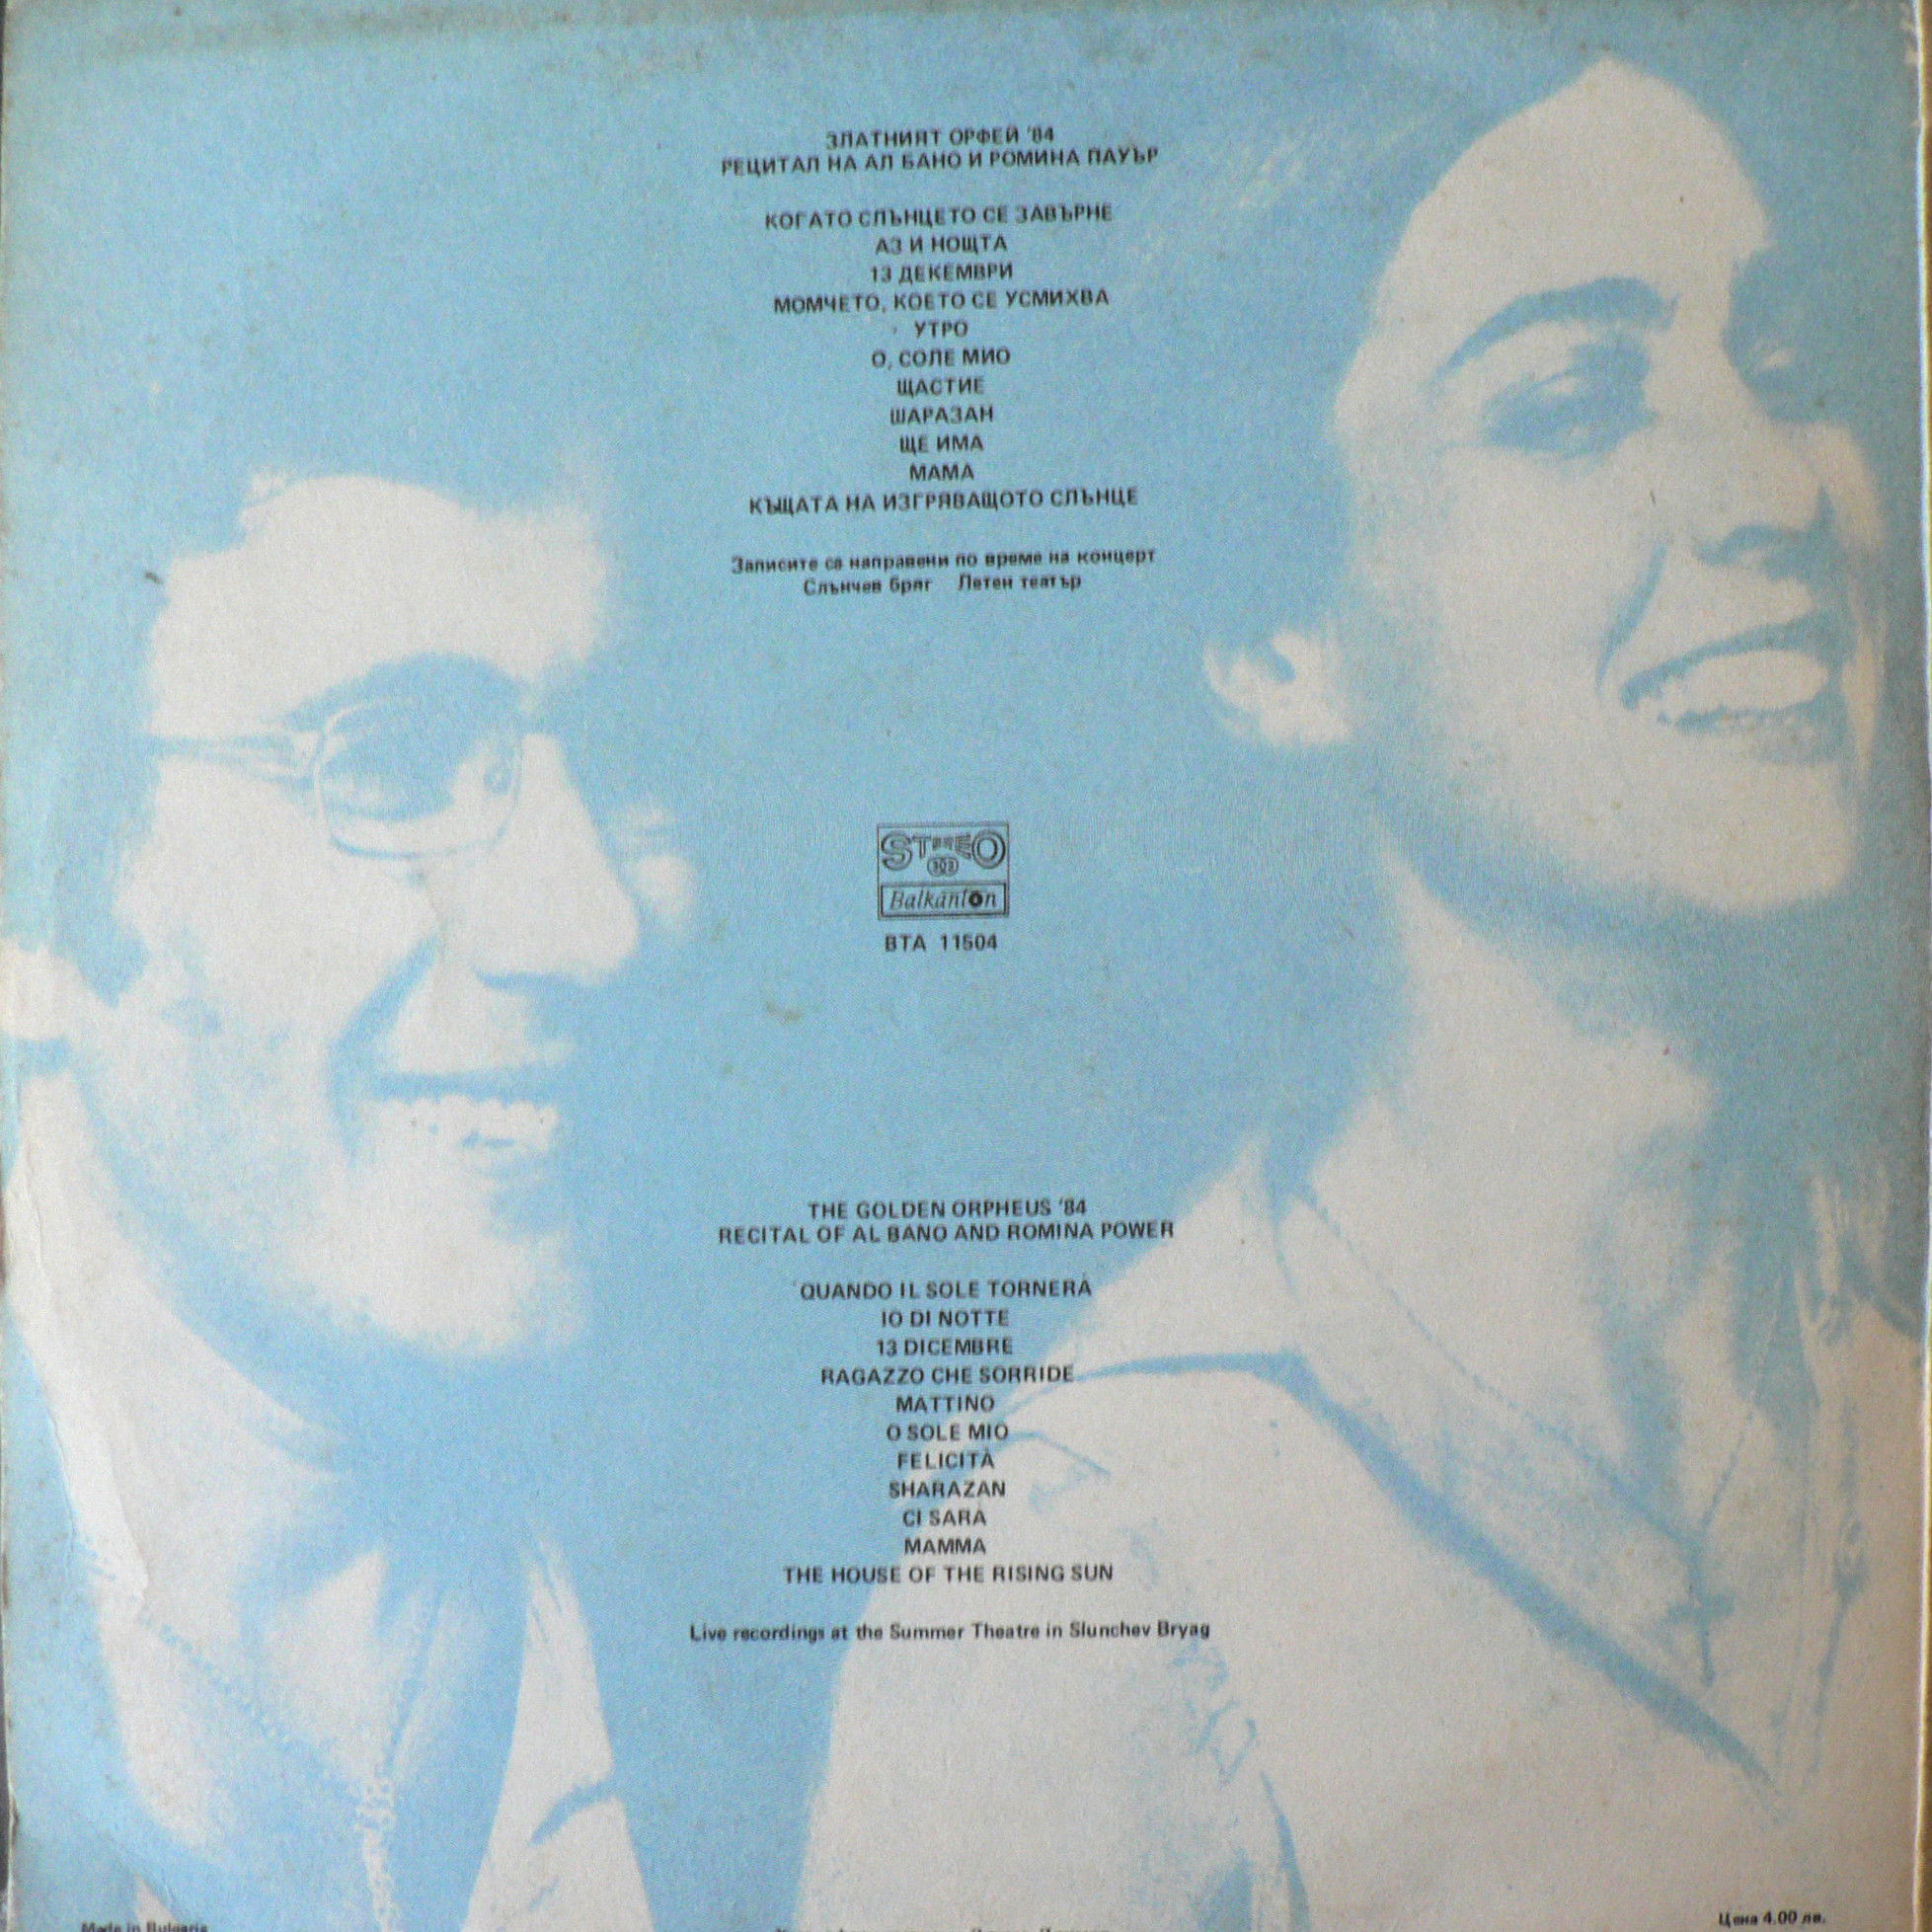 ЗЛАТНИЯТ ОРФЕЙ '84
РЕЦИТАЛ НА АЛ БАНО И РОМИНА ПАУЪР
КОГАТО СЛЪНЦЕТО СЕ ЗАВЪРНЕ
АЗ И НОЩТА
13 ДЕКЕМВРИ
МОМЧЕТО, КОЕТО СЕ УСМИХВА
УТРО
О, СОЛЕ МИО
ЩАСТИЕ
ШАРАЗАН
ЩЕ ИМА
МАМА
КЪЩАТА НА ИЗГРЯВАЩОТО СЛЪНЦЕ
Записите са направени по време на концерт
Слънчев бряг Летен театър
STEREO
Balkanton
ВТА 11504
THE GOLDEN ORPHEUS '84
RECITAL OF AL BANO AND ROMINA POWER
QUANDO IL SOLE TORNERÀ
IO DI NOTTE
13 DICEMBRE
RAGAZZO CHE SORRIDE
MATTINO
O SOLE MIO
FELICITÀ
SHARAZAN
CI SARÀ
MAMMA
THE HOUSE OF THE RISING SUN
Live recordings at the Summer Theatre in Slunchev Bryag
Made in Bulgaria
Цена 4.00 лв.